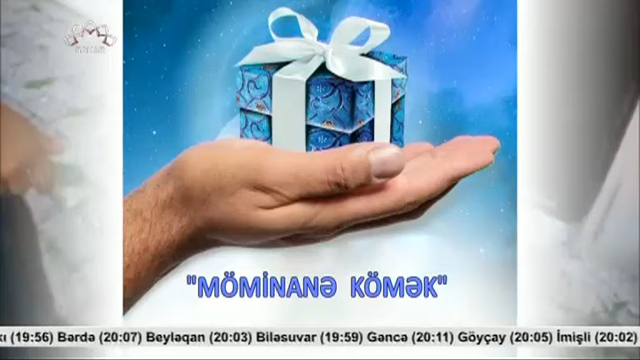 "MÖMİNANƏ KÖMƏK"
(19:56) Bərdə (20:07) Beyləqan (20:03) Biləsuvar (19:59) Gəncə (20:11) Göyçay (20:05) İmişli (20:02)